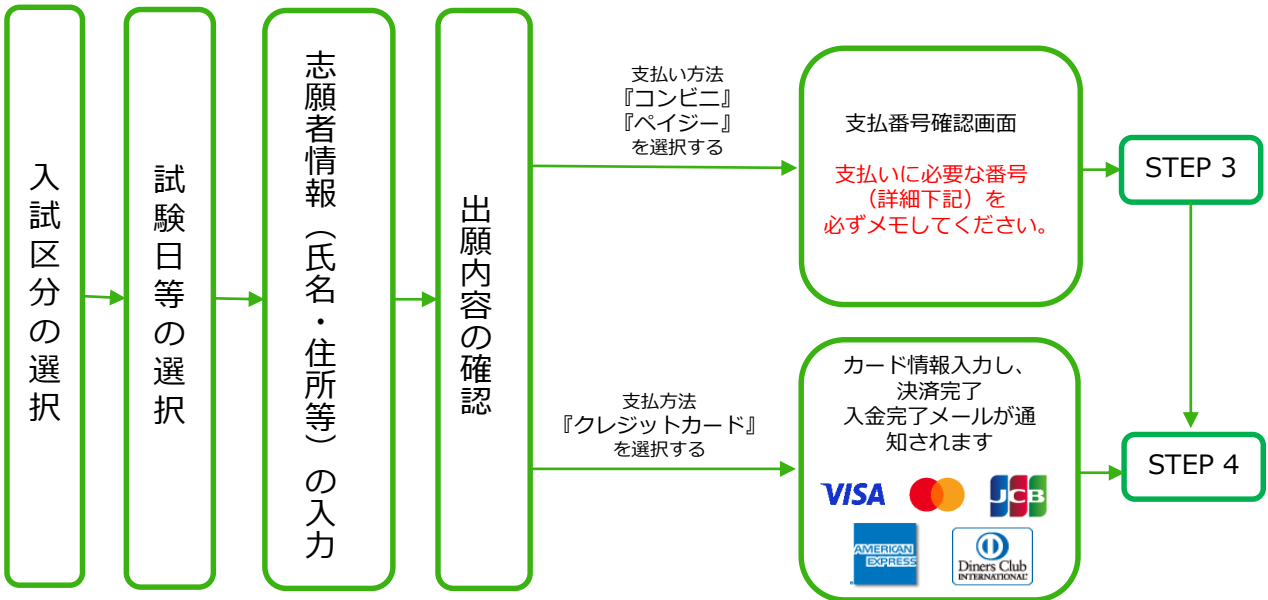 入試区分の選択
試験日等の選択
志願者情報（氏名・住所等）の入力
出願内容の確認
支払い方法
『コンビニ』
『ペイジー』
を選択する
支払番号確認画面
支払いに必要な番号
（詳細下記）を
必ずメモしてください。
STEP 3
支払方法
『クレジットカード』
を選択する
カード情報入力し、
決済完了
入金完了メールが通
知されます
VISA
JCB
AMERICAN
EXPRESS
Diners Club
INTERNATIONAL
STEP 4